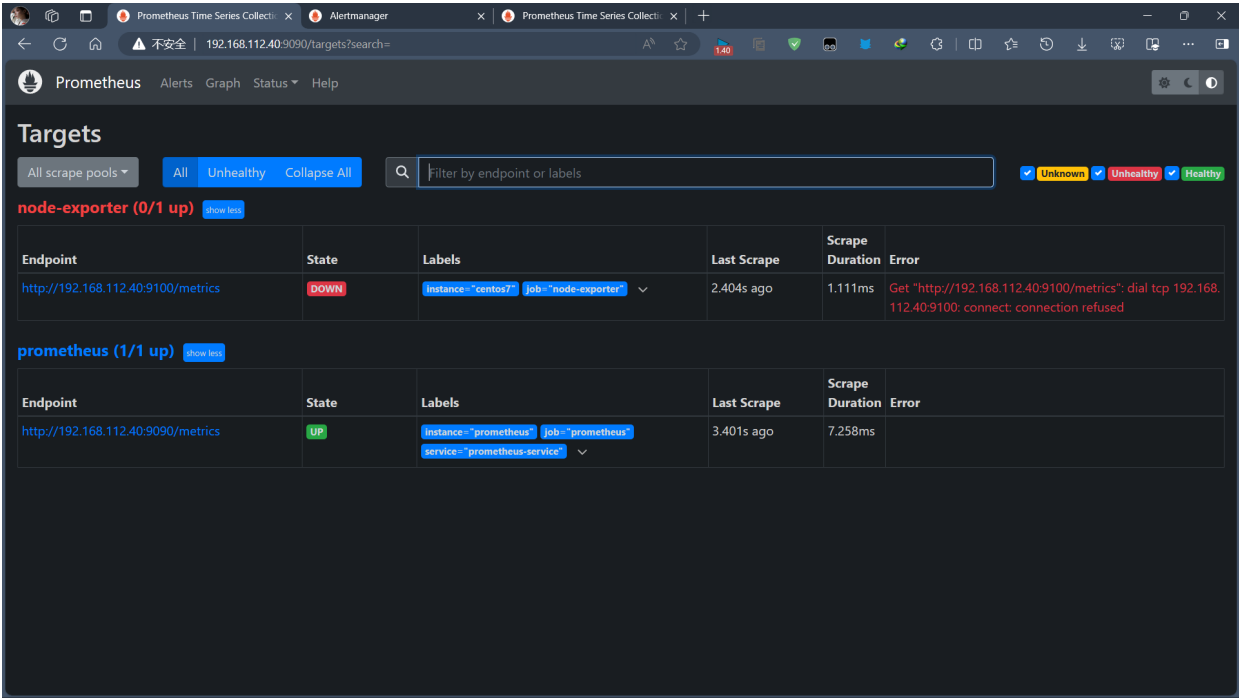 Prometheus Time Series Collectic
Alertmanager
Prometheus Time Series Collectic
不安全 192.168.112.40:9090/targets?search=
1.40
Prometheus Alerts Graph Status Help
Targets
All scrape pools All Unhealthy Collapse All Filter by endpoint or labels Unknown Unhealthy Healthy
node-exporter (0/1 up) show less
Endpoint State Labels Last Scrape Scrape Duration Error
http://192.168.112.40:9100/metrics DOWN instance="centos7" job="node-exporter" 2.404s ago 1.111ms Get "http://192.168.112.40:9100/metrics": dial tcp 192.168.
112.40:9100: connect: connection refused
prometheus (1/1 up) show less
Endpoint State Labels Last Scrape Scrape Duration Error
http://192.168.112.40:9090/metrics UP instance="prometheus" job="prometheus" 3.401s ago 7.258ms
service="prometheus-service"